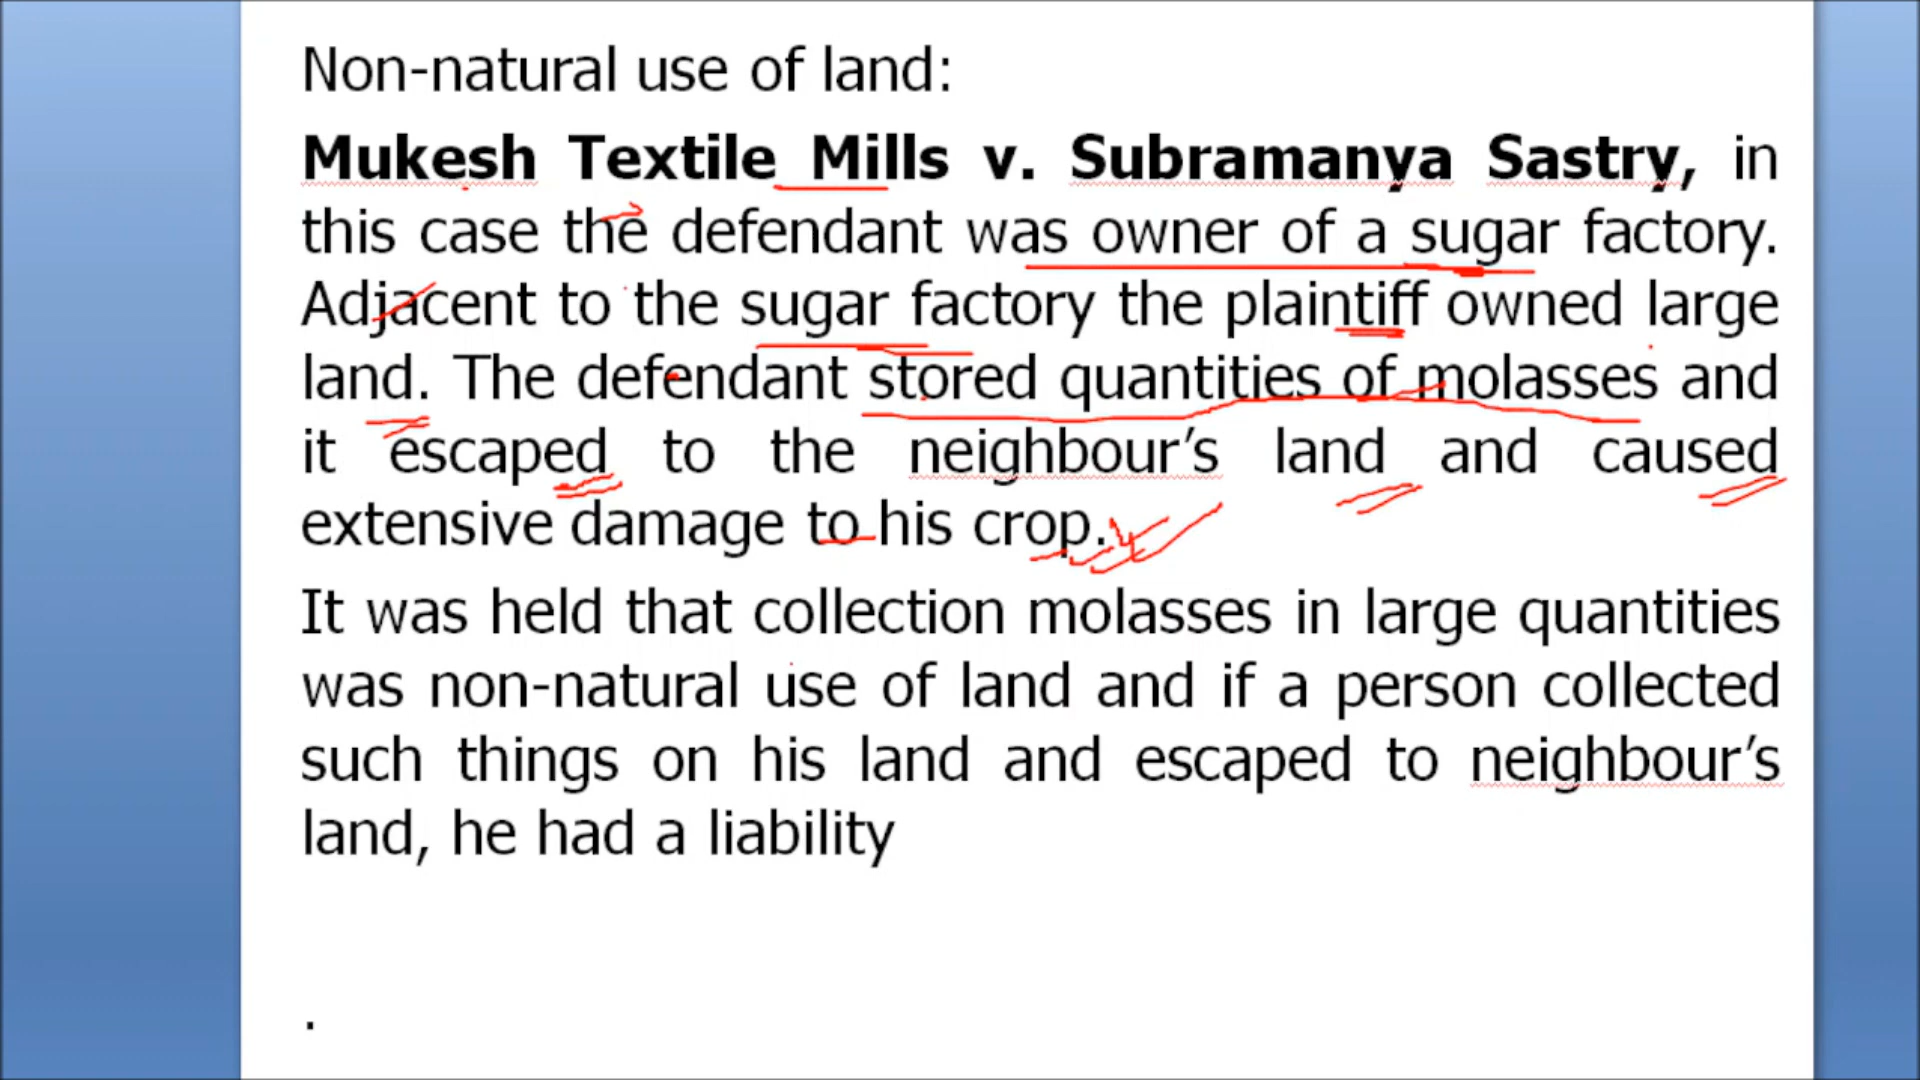 Non-natural use of land:
Mukesh Textile Mills v. Subramanya Sastry, in
this case the defendant was owner of a sugar factory.
Adjacent to the sugar factory the plaintiff owned large
land. The defendant stored quantities of molasses and
it escaped to the neighbour’s land and caused
extensive damage to his crop.
It was held that collection molasses in large quantities
was non-natural use of land and if a person collected
such things on his land and escaped to neighbour’s
land, he had a liability
.